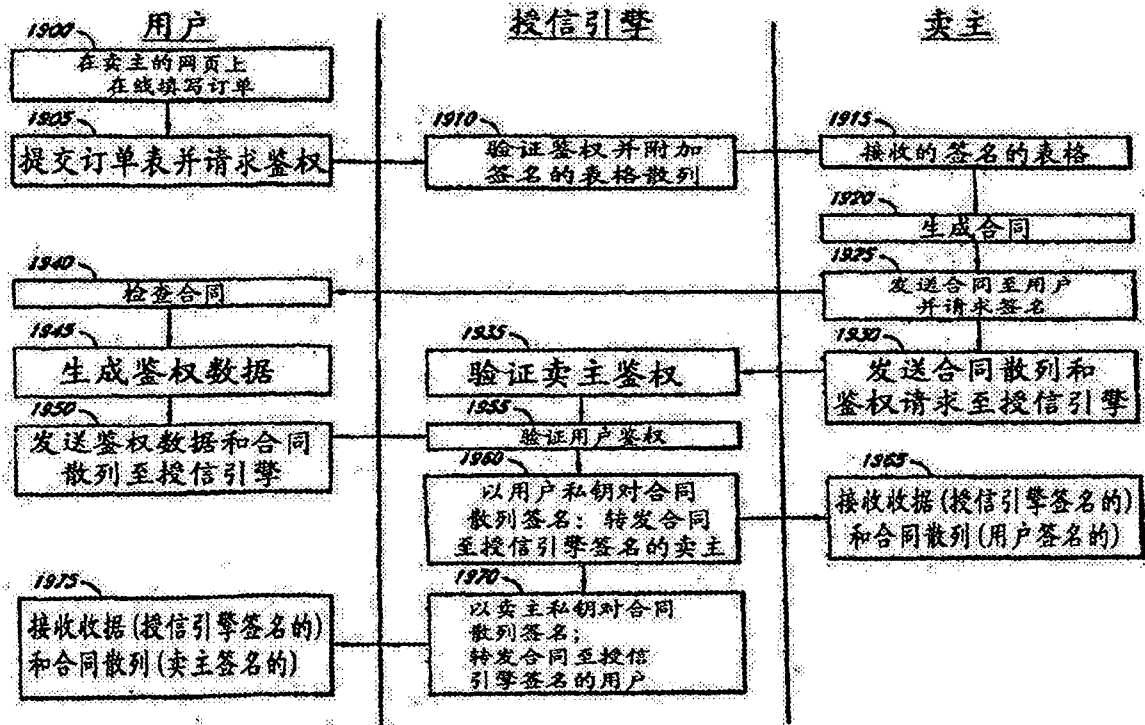 用户
授信引擎
卖主
1900
在卖主的网页上
在线填写订单
1905
提交订单表并请求鉴权
1910
验证鉴权并附加
签名的表格散列
1915
接收的签名的表格
1920
生成合同
1925
发送合同至用户
并请求签名
1940
检查合同
1945
生成鉴权数据
1935
验证卖主鉴权
1930
发送合同散列和
鉴权请求至授信引擎
1950
发送鉴权数据和合同
散列至授信引擎
1955
验证用户鉴权
1960
以用户私钥对合同
散列签名；转发合同
至授信引擎签名的卖主
1965
接收收据(授信引擎签名的)
和合同散列(用户签名的)
1975
接收收据(授信引擎签名的)
和合同散列(卖主签名的)
1970
以卖主私钥对合同
散列签名；
转发合同至授信
引擎签名的用户